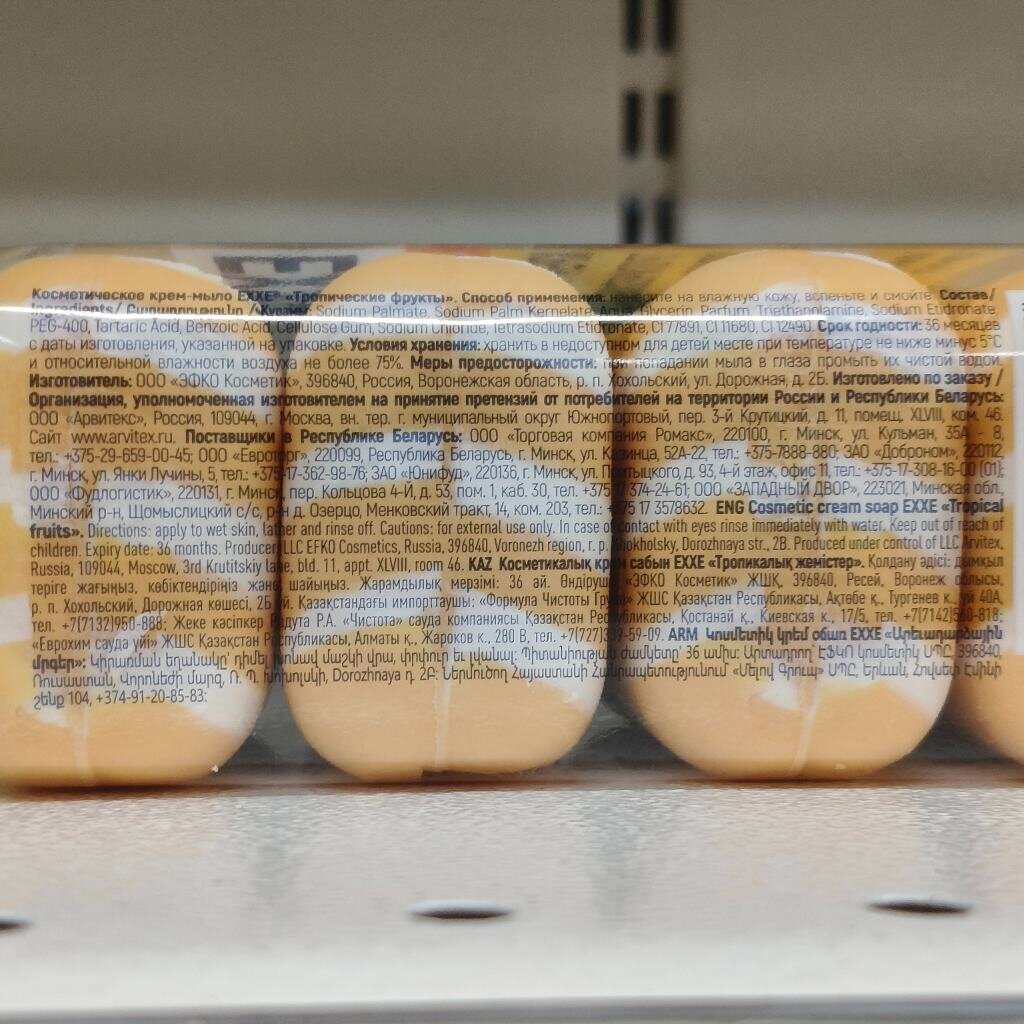 Косметическое крем-мыло EXXE® «Тропические фрукты». Способ применения: нанесите на влажную кожу, вспеньте и смойте. Состав/
Ingredients/ Բաղադրությունը /Құрамы: Sodium Palmate, Sodium Palm Kernelate, Aqua, Glycerin, Parfum, Triethanolamine, Sodium Etidronate,
PEG-400, Tartaric Acid, Benzoic Acid, Cellulose Gum, Sodium Chloride, Tetrasodium Etidronate, CI 77891, CI 11680, CI 12490. Срок годности: 36 месяцев
с даты изготовления, указанной на упаковке. Условия хранения: хранить в недоступном для детей месте при температуре не ниже минус 5°С
и относительной влажности воздуха не более 75%. Меры предосторожности: при попадании мыла в глаза промыть их чистой водой.
Изготовитель: ООО «ЭФКО Косметик», 396840, Россия, Воронежская область, р. п. Хохольский, ул. Дорожная, д. 2Б. Изготовлено по заказу /
Организация, уполномоченная изготовителем на принятие претензий от потребителей на территории России и Республики Беларусь:
ООО «Арвитекс», Россия, 109044, г. Москва, вн. тер. г. муниципальный округ Южнопортовый, пер. 3-й Крутицкий, д. 11, помещ. XLVIII, ком. 46.
Сайт www.arvitex.ru. Поставщики в Республике Беларусь: ООО «Торговая компания Ромакс», 220100, г. Минск, ул. Кульман, 35А - 8,
тел.: +375-29-659-00-45; ООО «Евроторг», 220099, Республика Беларусь, г. Минск, ул. Казинца, 52А-22, тел.: +375-7888-880; ЗАО «Доброном», 220112,
г. Минск, ул. Янки Лучины, 5, тел.: +375-17-362-98-76; ЗАО «Юнифуд», 220136, г. Минск, ул. Притыцкого, д. 93, 4-й этаж, офис 11, тел.: +375-17-308-16-00 (01);
ООО «Фудлогистик», 220131, г. Минск, пер. Кольцова 4-й, д. 53, пом. 1, каб. 30, тел. +375 17 374-24-61; ООО «ЗАПАДНЫЙ ДВОР», 223021, Минская обл.,
Минский р-н, Щомыслицкий с/с, р-н д. Озерцо, Менковский тракт, 14, ком. 203, тел.: +375 17 3578632. ENG Cosmetic cream soap EXXE «Tropical
fruits». Directions: apply to wet skin, lather and rinse off. Cautions: for external use only. In case of contact with eyes rinse immediately with water. Keep out of reach of
children. Expiry date: 36 months. Producer: LLC EFKO Cosmetics, Russia, 396840, Voronezh region, r. p. Khokholsky, Dorozhnaya str., 2B. Produced under control of LLC Arvitex,
Russia, 109044, Moscow, 3rd Krutitskiy lane, bld. 11, appt. XLVIII, room 46. KAZ Косметикалық крем сабын EXXE «Тропикалық жемістер». Қолдану әдісі: дымқыл
теріге жағыңыз, көбіктендіріңіз және шайыңыз. Жарамдылық мерзімі: 36 ай. Өндіруші: «ЭФКО Косметик» ЖШҚ, 396840, Ресей, Воронеж облысы,
р. п. Хохольский, Дорожная көшесі, 2Б үй. Қазақстандағы импорттаушы: «Формула Чистоты Групп» ЖШС Қазақстан Республикасы, Ақтөбе қ., Тургенев к., үй 40А,
тел. +7(7132)950-888; Жеке кәсіпкер Радута Р.А. «Чистота» сауда компаниясы Қазақстан Республикасы, Қостанай қ., Киевская к., 17/5, тел. +7(7142)560-818;
«Еврохим сауда үйі» ЖШС Қазақстан Республикасы, Алматы қ., Жароков к., 280 В, тел. +7(727)339-59-09. ARM Կոսմետիկ կրեմ օճառ EXXE «Արևադարձային
մրգեր»: Կիրառման եղանակը՝ դիմել խոնավ մաշկի վրա, փրփուր եւ լվանալ: Պիտանիության ժամկետը՝ 36 ամիս: Արտադրող՝ ԷՖԿՈ կոսմետիկ ՍՊԸ, 396840,
Ռուսաստան, Վորոնեժի մարզ, Ռ. Պ. Խոխոլսկի, Dorozhnaya դ. 2Բ: Ներմուծող Հայաստանի Հանրապետությունում «Մելով Գրուպ» ՍՊԸ, Երևան, Հովսեփ Էմինի
շենք 104, +374-91-20-85-83: